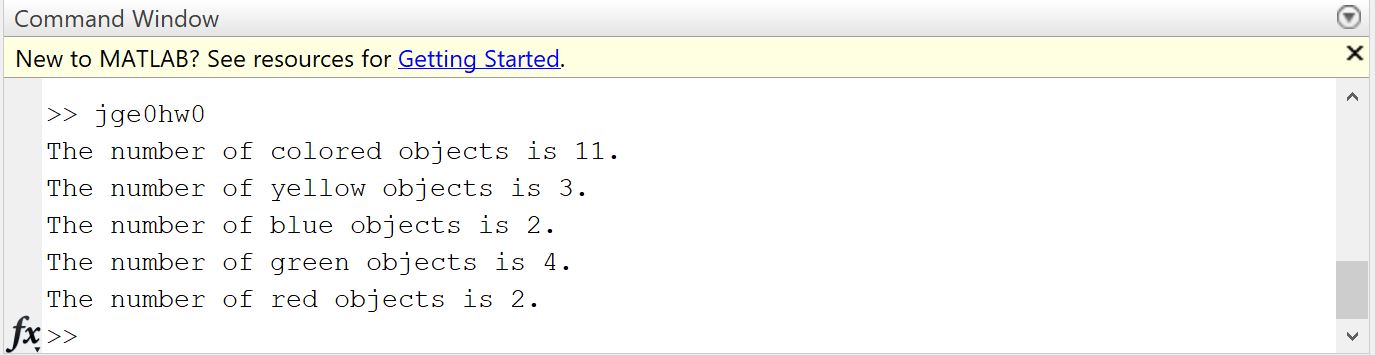 Command Window
New to MATLAB? See resources for Getting Started.
>> jge0hw0
The number of colored objects is 11.
The number of yellow objects is 3.
The number of blue objects is 2.
The number of green objects is 4.
The number of red objects is 2.
fx >>